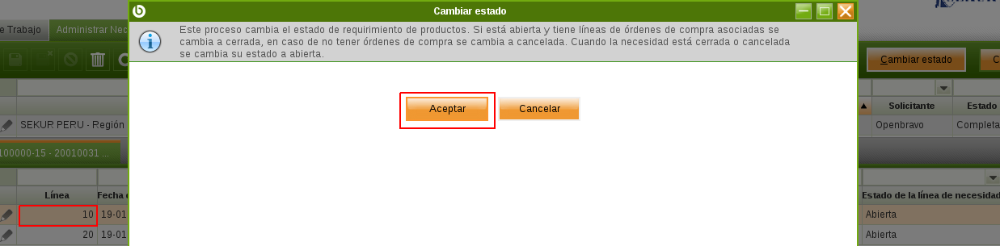 Cambiar estado
Este proceso cambia el estado de requirimiento de productos. Si está abierta y tiene líneas de órdenes de compra asociadas se
cambia a cerrada, en caso de no tener órdenes de compra se cambia a cancelada. Cuando la necesidad está cerrada o cancelada
se cambia su estado a abierta.
Aceptar
Cancelar
e Trabajo
Administrar Nec
Cambiar estado
C
Solicitante
Estado
SEKUR PERU - Región
Openbravo
Completa
100000-15 - 20010031 ...
Línea
Fecha
Estado de la línea de necesidad
10
19-01
Abierta
20
19-01
Abierta